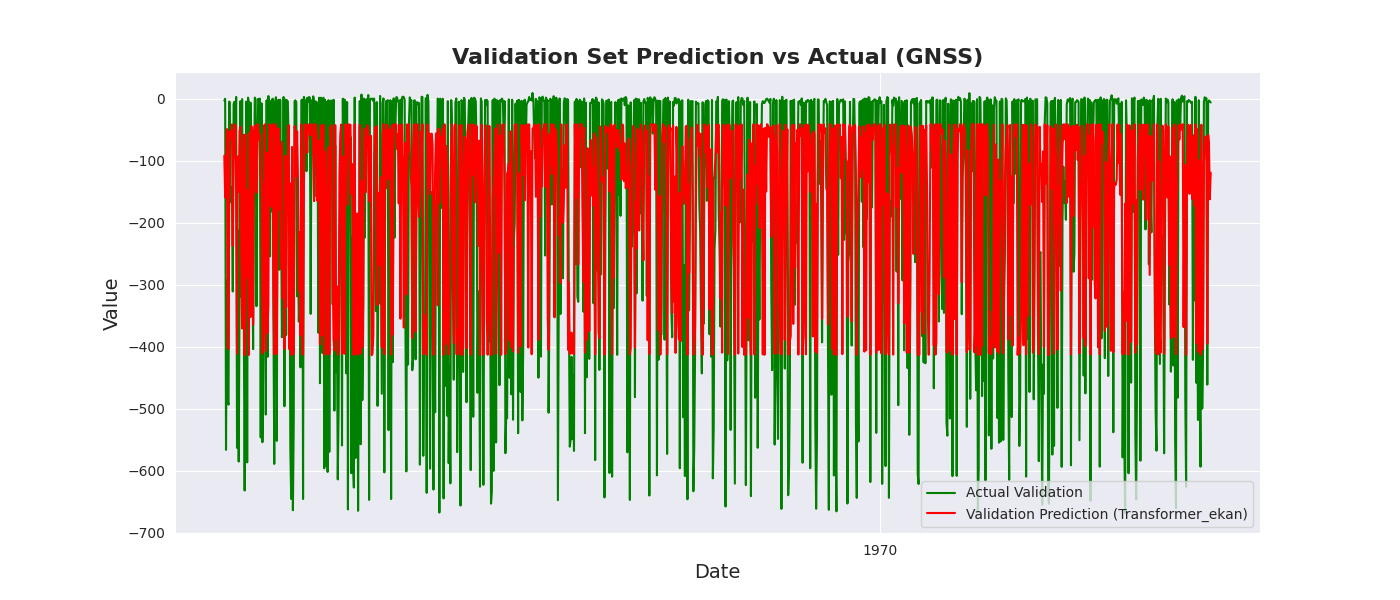 Validation Set Prediction vs Actual (GNSS)
Value
0
−100
−200
−300
−400
−500
−600
−700
Actual Validation
Validation Prediction (Transformer_ekan)
1970
Date